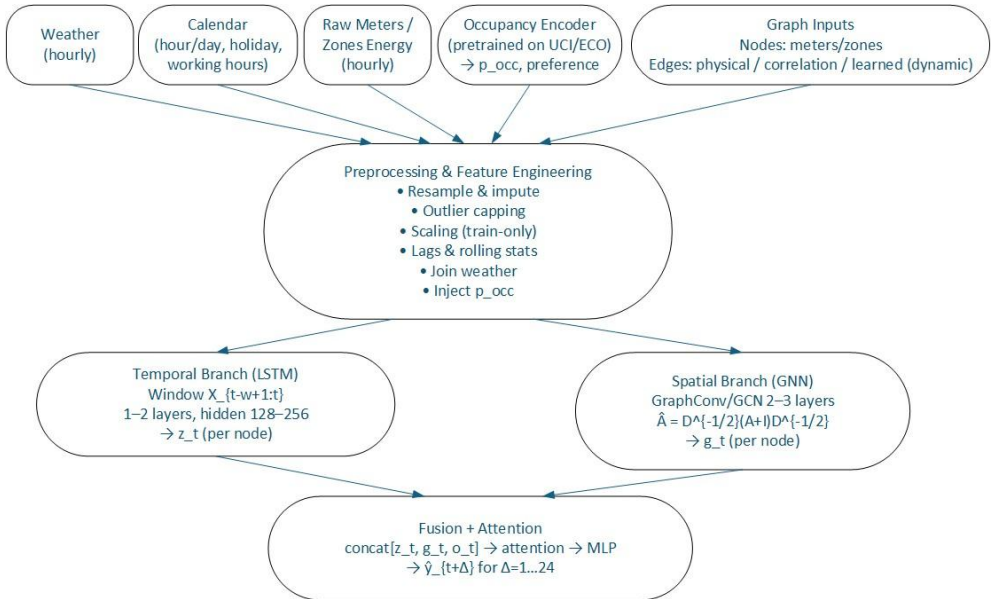 Weather
(hourly)
Calendar
(hour/day, holiday,
working hours)
Raw Meters /
Zones Energy
(hourly)
Occupancy Encoder
(pretrained on UCI/ECO)
→ p_occ, preference
Graph Inputs
Nodes: meters/zones
Edges: physical / correlation / learned (dynamic)
Preprocessing & Feature Engineering
• Resample & impute
• Outlier capping
• Scaling (train-only)
• Lags & rolling stats
• Join weather
• Inject p_occ
Temporal Branch (LSTM)
Window X_{t-w+1:t}
1–2 layers, hidden 128–256
→ z_t (per node)
Spatial Branch (GNN)
GraphConv/GCN 2–3 layers
Â = D^{-1/2}(A+I)D^{-1/2}
→ g_t (per node)
Fusion + Attention
concat[z_t, g_t, o_t] → attention → MLP
→ ŷ_{t+Δ} for Δ=1…24